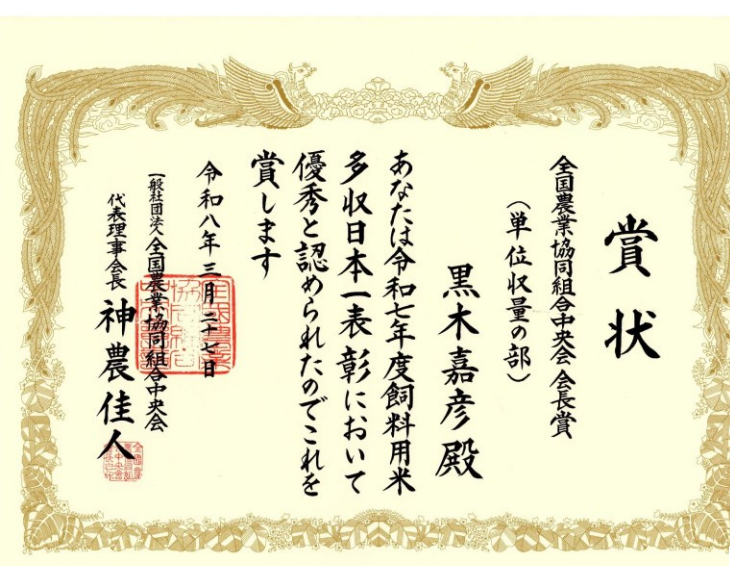 賞状
全国農業協同組合中央会会長賞
（単位収量の部）
黒木嘉彦殿
あなたは令和七年度飼料用米
多収日本一表彰において
優秀と認められたのでこれを
賞します
令和八年三月二十七日
一般社団法人全国農業協同組合中央会
代表理事会長 神農佳人